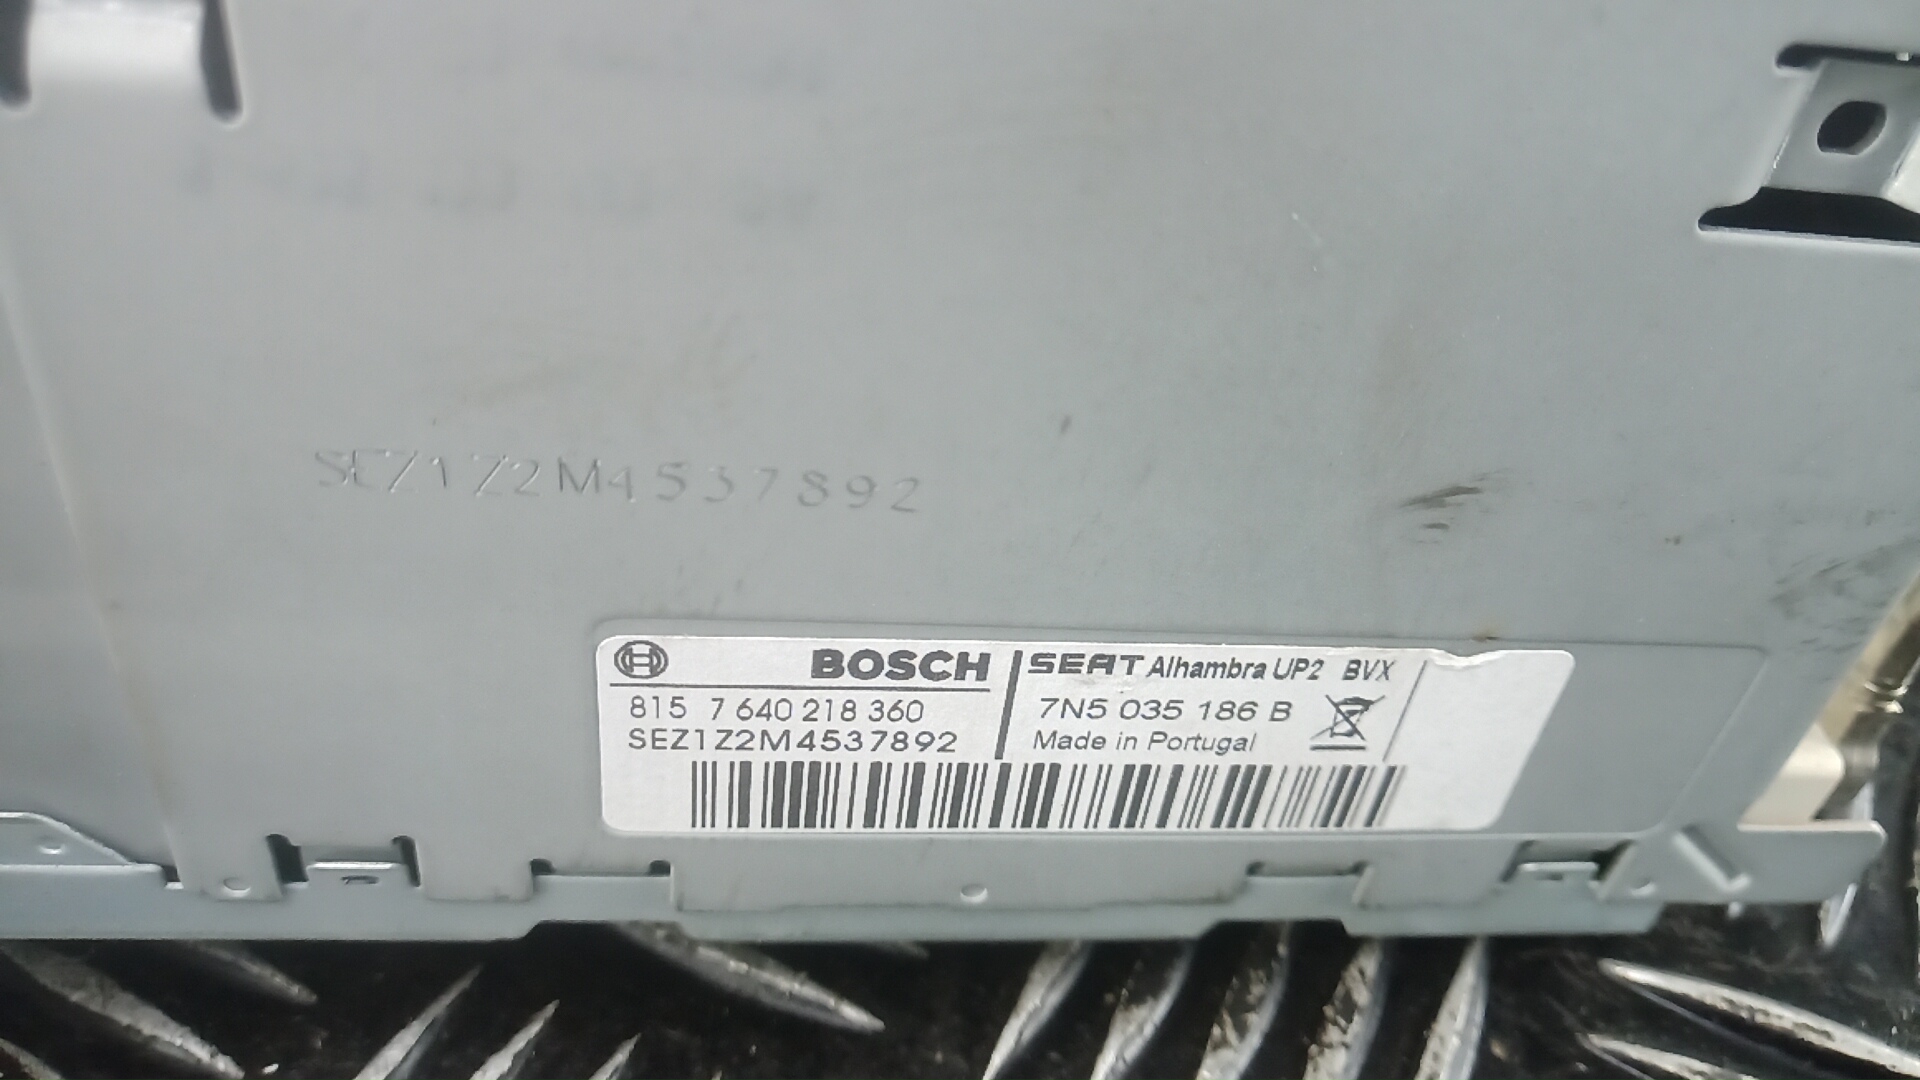 SEZ1Z2M4537892
BOSCH
815 7 640 218 360
SEZ1Z2M4537892
SEAT Alhambra UP2 BVX
7N5 035 186 B
Made in Portugal